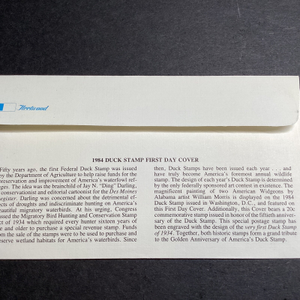 Fleetwood
1984 DUCK STAMP FIRST DAY COVER
Fifty years ago, the first Federal Duck Stamp was issued
by the Department of Agriculture to help raise funds for the
preservation and improvement of America's waterfowl ref-
uges. The idea was the brainchild of Jay N. "Ding" Darling,
conservationist and editorial cartoonist for the Des Moines
Register. Darling was concerned about the detrimental ef-
fects of droughts and indiscriminate hunting on America's
beautiful migratory waterbirds. At his urging, Congress
passed the Migratory Bird Hunting and Conservation Stamp
Act of 1934 which required every hunter sixteen years of
age or older to purchase a special revenue stamp. Funds
from the sale of the stamps were to be used to purchase and
preserve wetland habitats for America's waterbirds. Since
then, Duck Stamps have been issued each year . . . and
have truly become America's foremost annual wildlife
stamp. The design of each year's Duck Stamp is determined
by the only federally sponsored art contest in existence. The
magnificent painting of two American Widgeons by
Alabama artist William Morris is displayed on the 1984
Duck Stamp issued in Washington, D.C., and featured on
this First Day Cover. Additionally, this Cover bears a 20c
commemorative stamp issued in honor of the fiftieth anniver-
sary of the Duck Stamp. This special postage stamp has
been engraved with the design of the very first Duck Stamp
of 1934. Together, both historic stamps form a grand tribute
to the Golden Anniversary of America's Duck Stamp.